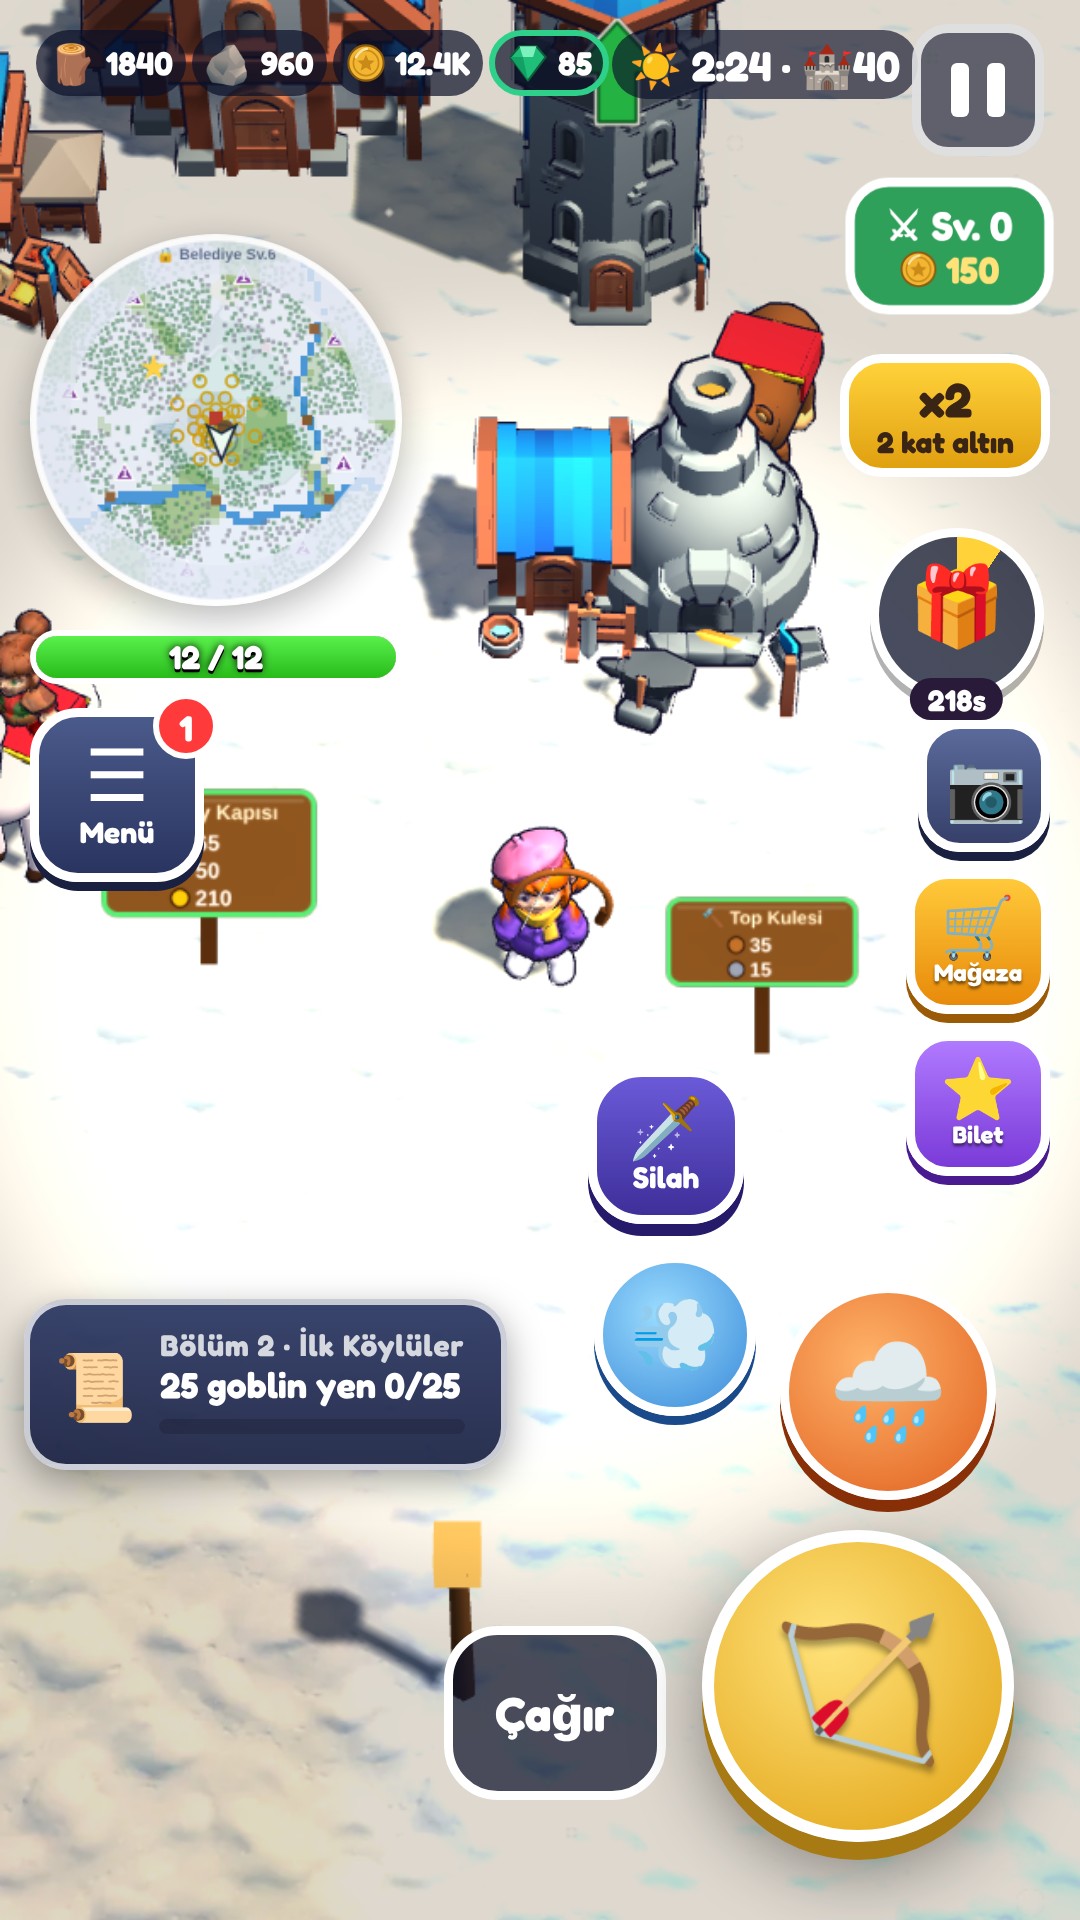 1840
960
12.4K
85
2:24 · 40
Sv. 0
150
Belediye Sv.6
x2
2 kat altın
218s
12 / 12
1
Menü
Kapısı
50
210
Top Kulesi
35
15
Mağaza
Bilet
Silah
Bölüm 2 · İlk Köylüler
25 goblin yen 0/25
Çağır